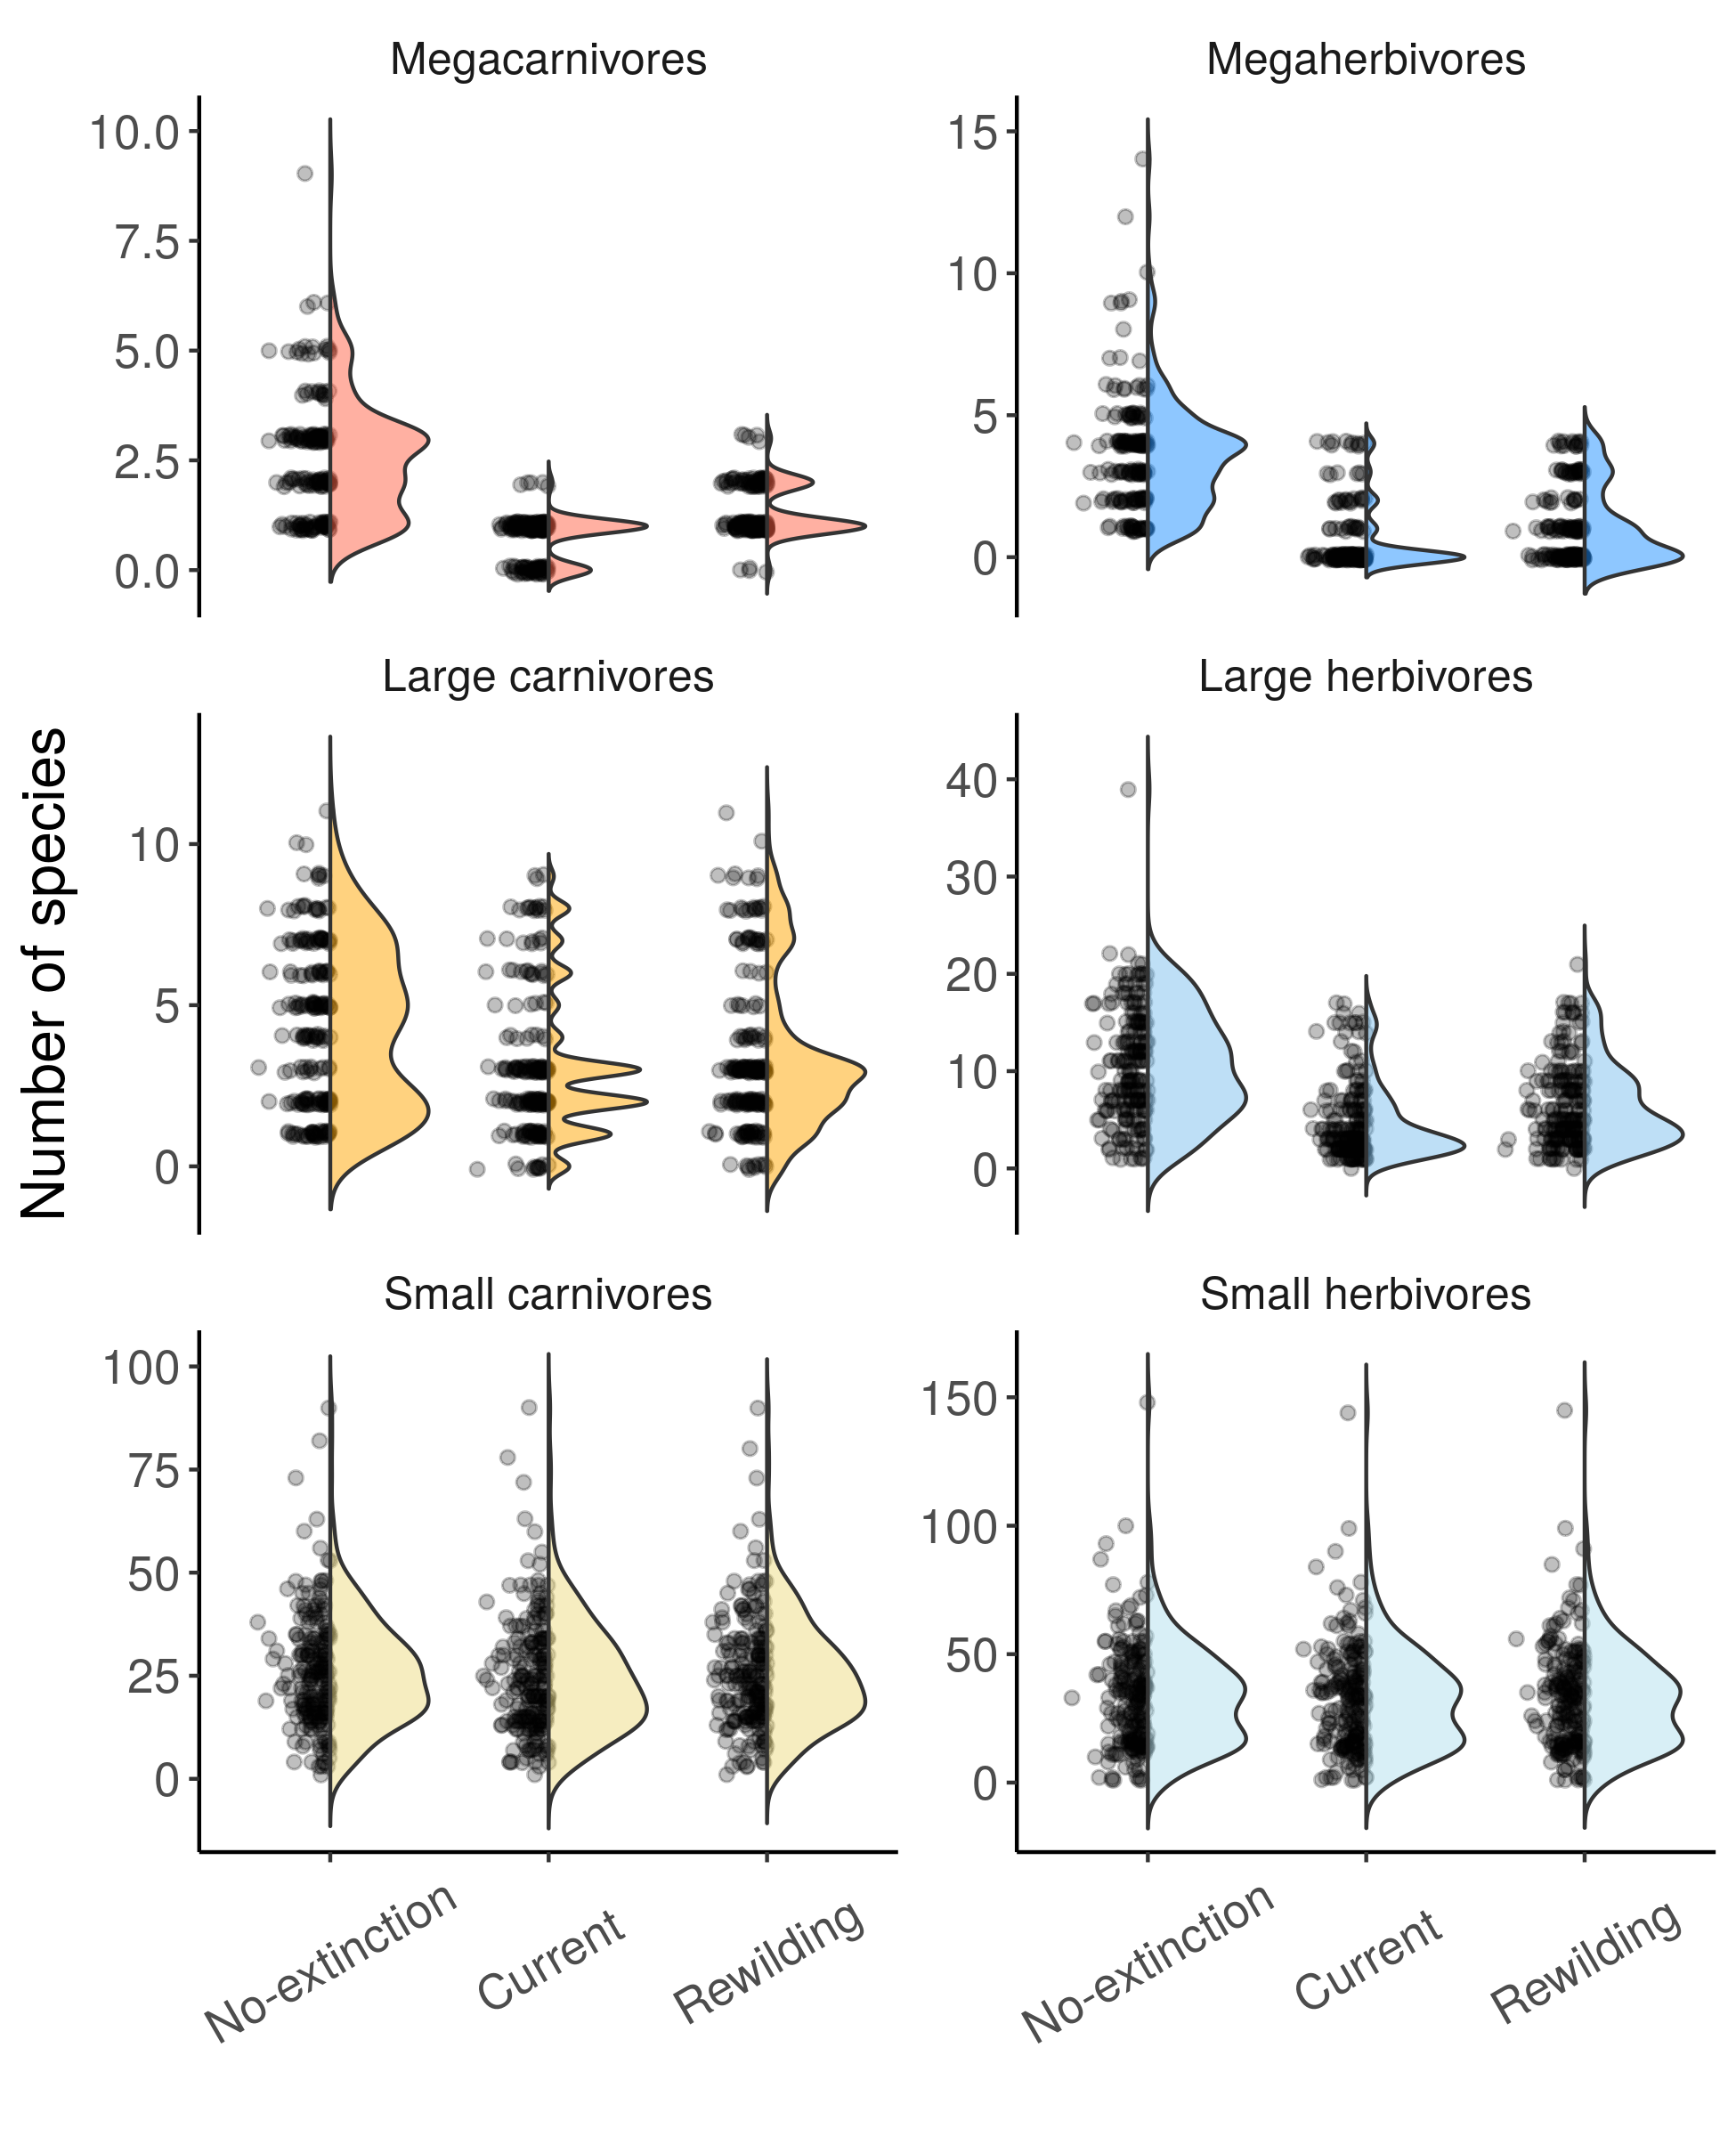 Megacarnivores
Megaherbivores
10.0
7.5
5.0
2.5
0.0
15
10
5
0
Number of species
Large carnivores
Large herbivores
10
5
0
40
30
20
10
0
Small carnivores
Small herbivores
100
75
50
25
0
150
100
50
0
No-extinction
Current
Rewilding
No-extinction
Current
Rewilding